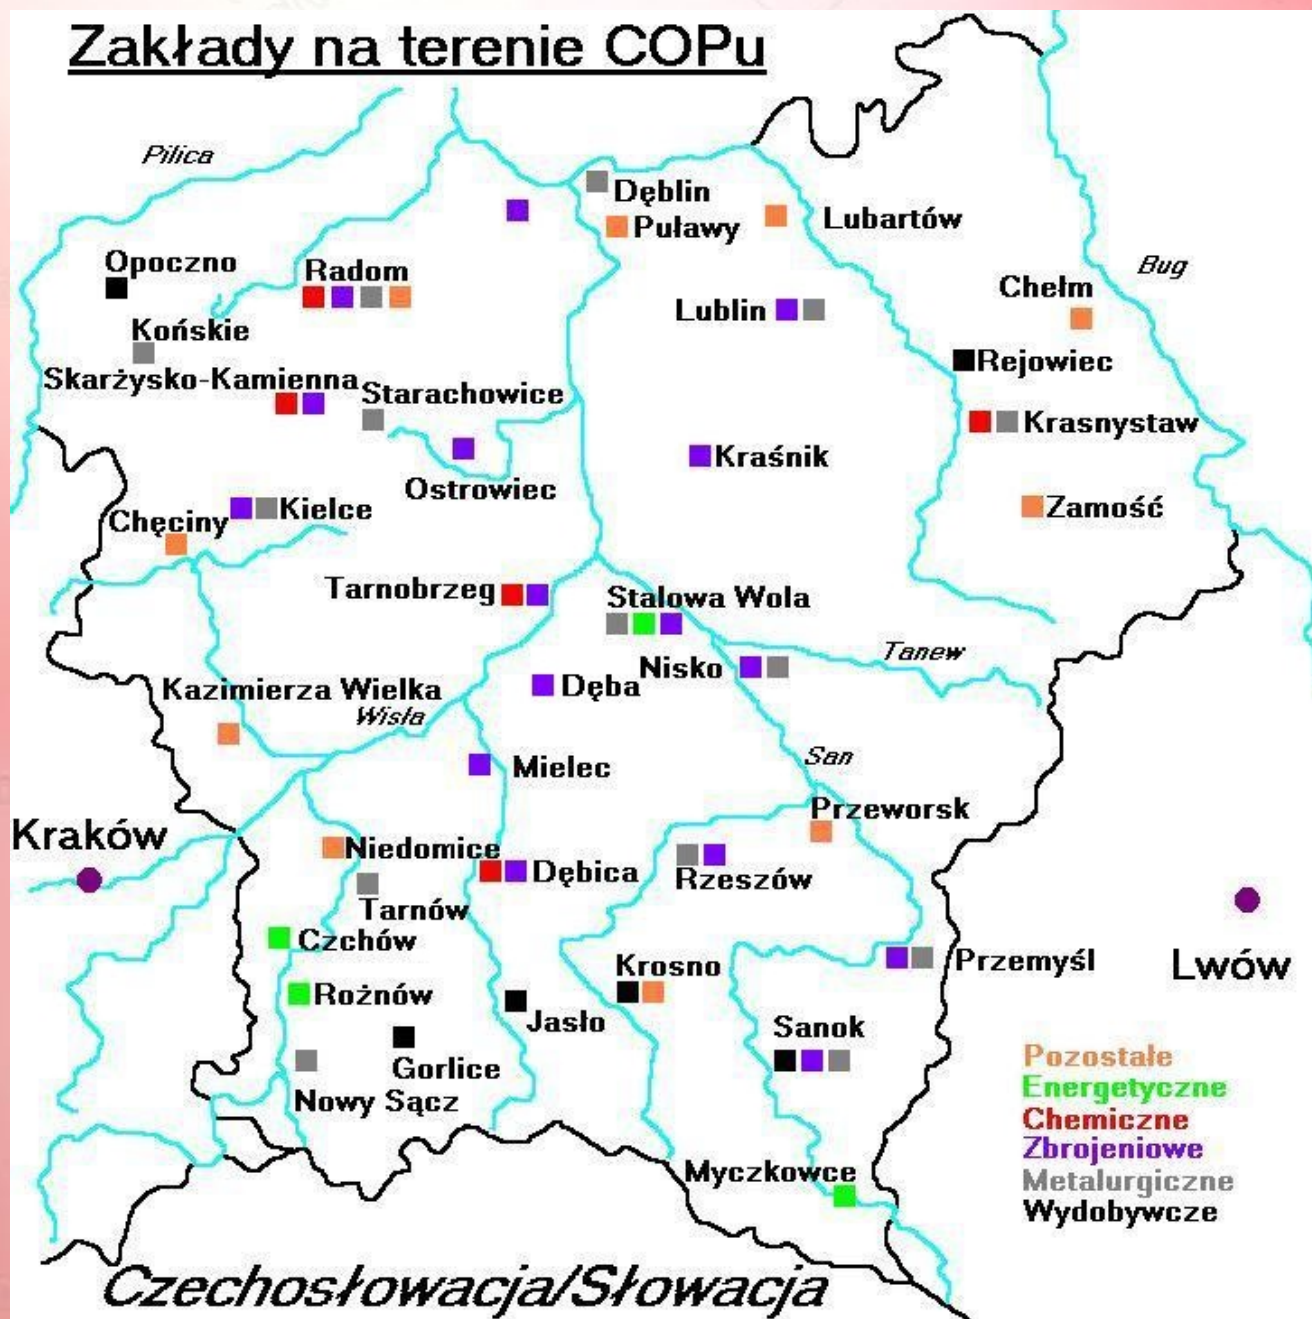 Zakłady na terenie COPu
Pilica
Dęblin
Puławy
Lubartów
Bug
Opoczno
Radom
Chełm
Lublin
Końskie
Rejowiec
Skarżysko-Kamienna
Starachowice
Krasnystaw
Kraśnik
Ostrowiec
Kielce
Zamość
Chęciny
Tarnobrzeg
Stalowa Wola
Tanew
Nisko
Kazimierza Wielka
Dęba
Wisła
San
Mielec
Przeworsk
Kraków
Niedomice
Dębica
Rzeszów
Tarnów
Czchów
Krosno
Przemyśl
Lwów
Rożnów
Jasło
Sanok
Gorlice
Nowy Sącz
Pozostałe
Energetyczne
Chemiczne
Zbrojeniowe
Metalurgiczne
Wydobywcze
Myczkowce
Czechosłowacja/Słowacja